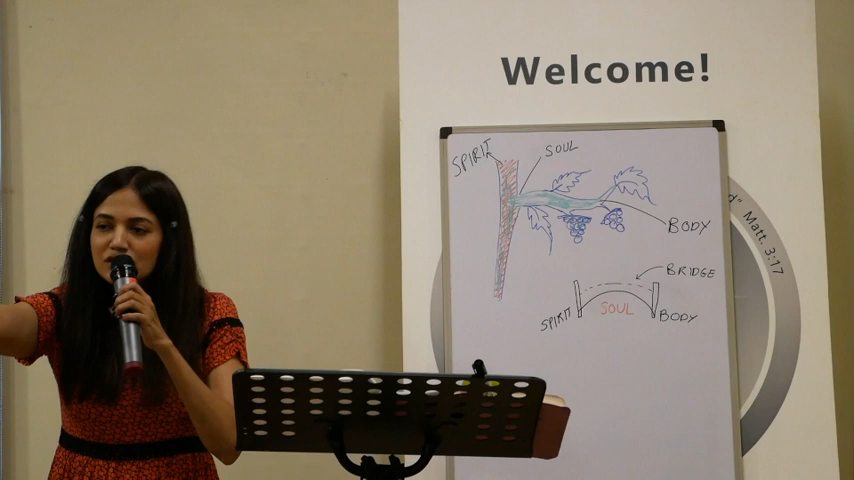 Welcome!
SPIRIT
SOUL
BODY
d" Matt. 3:17
BRIDGE
SPIRIT
SOUL
BODY